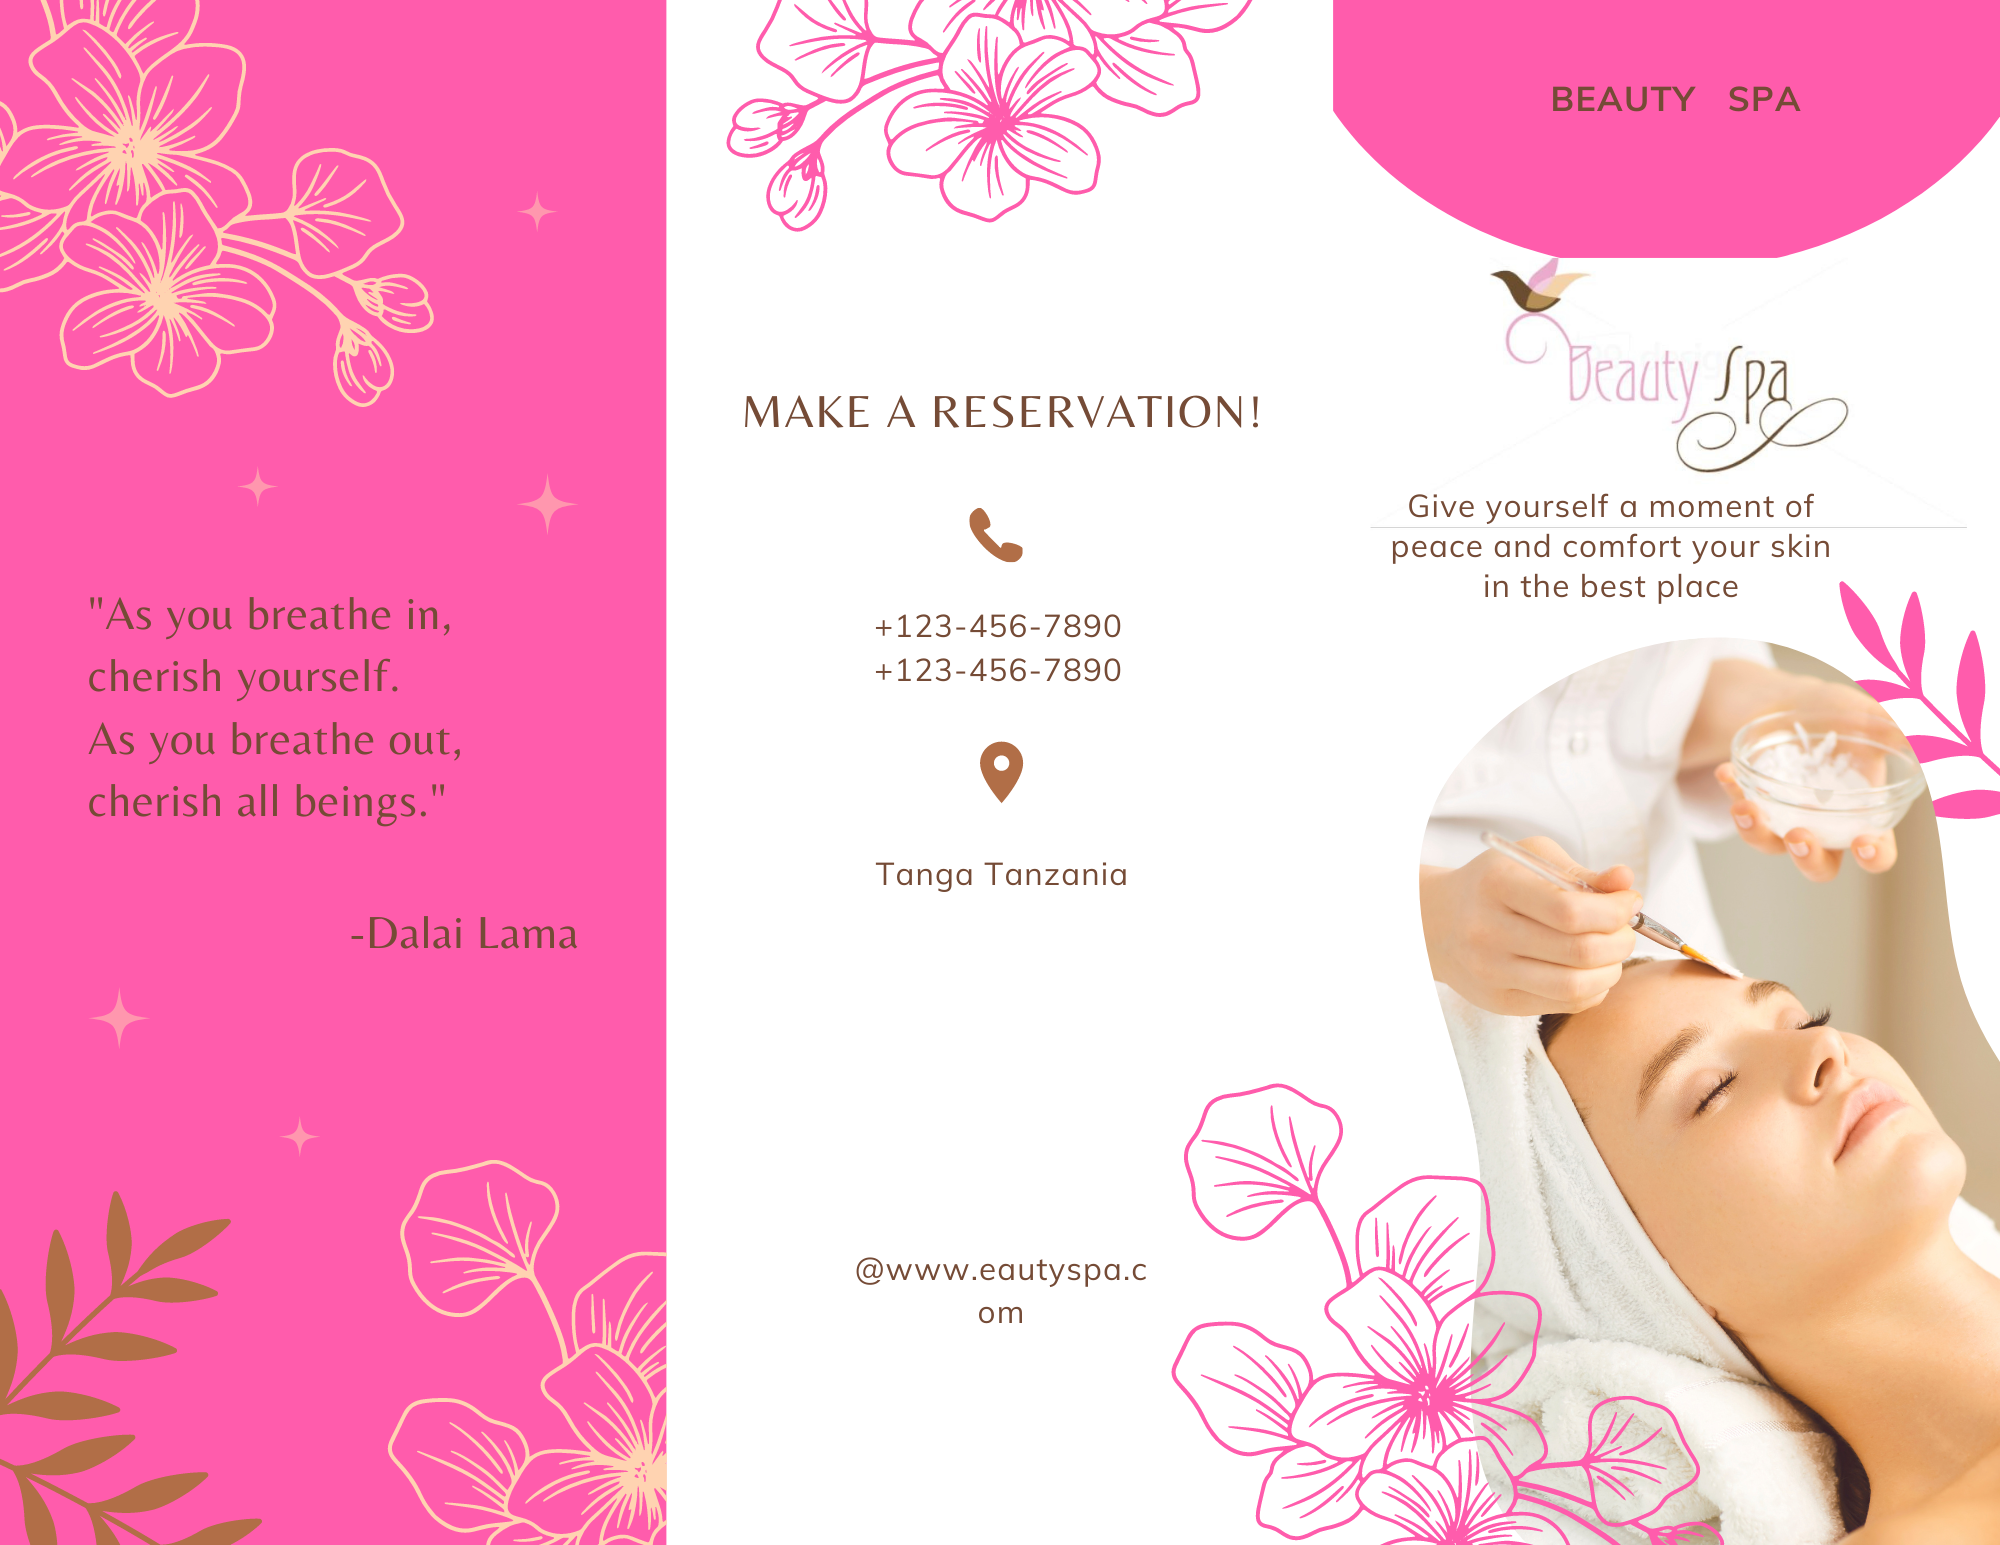 "As you breathe in,
cherish yourself.
As you breathe out,
cherish all beings."
-Dalai Lama
MAKE A RESERVATION!
+123-456-7890
+123-456-7890
Tanga Tanzania
@www.eautyspa.c
om
BEAUTY SPA
Beauty Spa
Give yourself a moment of
peace and comfort your skin
in the best place